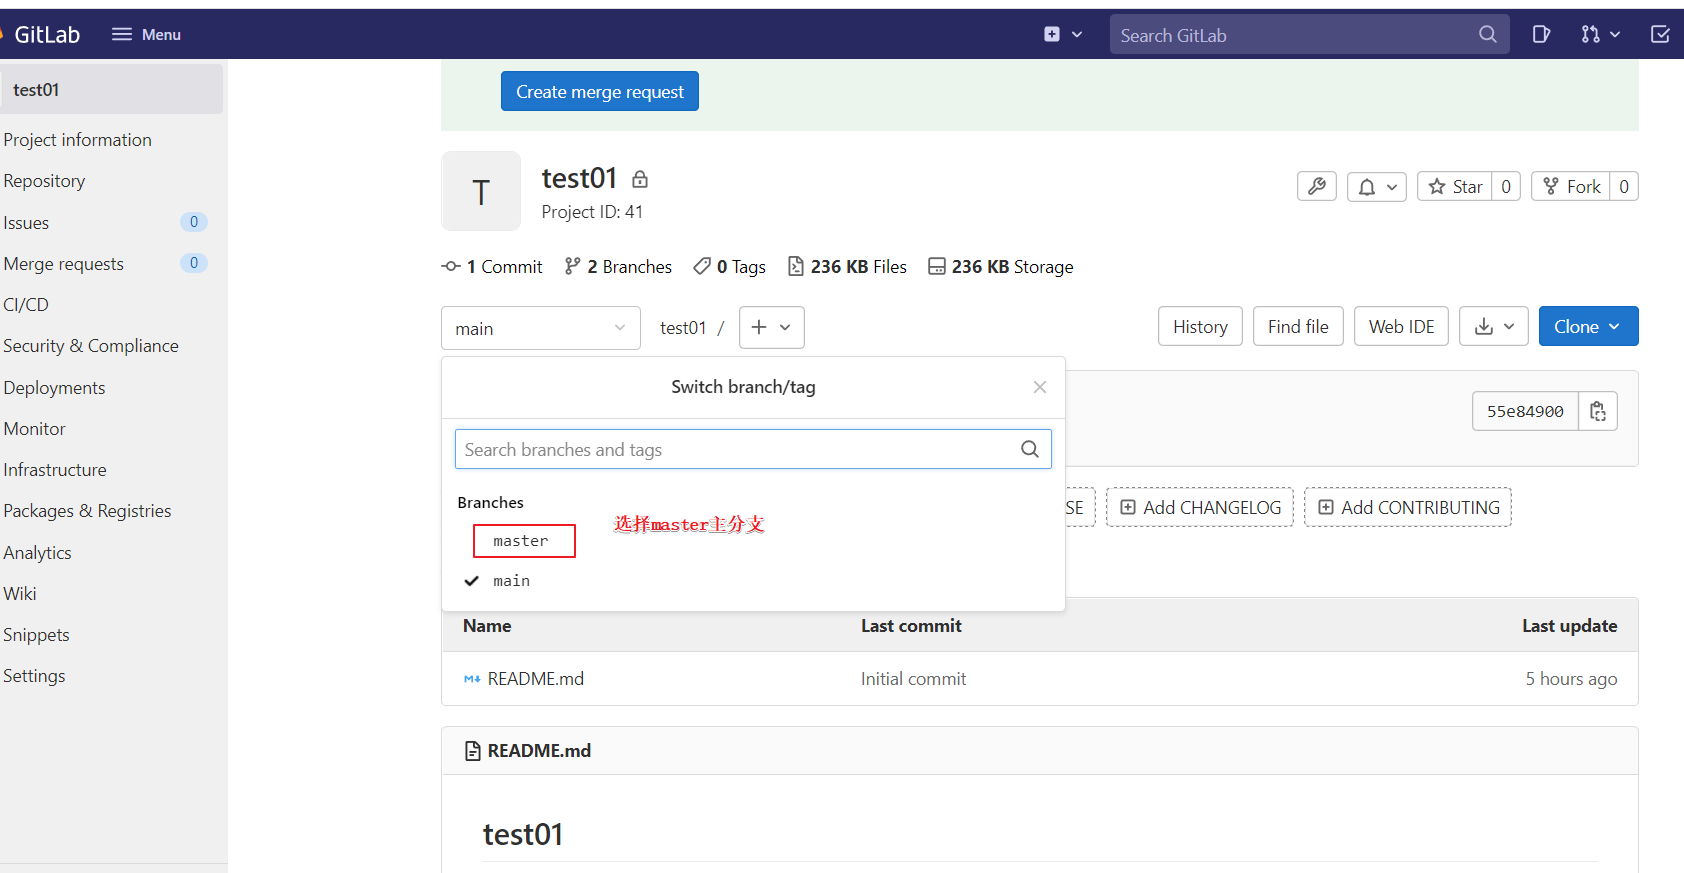 GitLab Menu Search GitLab
test01
Project information
Repository
Issues 0
Merge requests 0
CI/CD
Security & Compliance
Deployments
Monitor
Infrastructure
Packages & Registries
Analytics
Wiki
Snippets
Settings
Create merge request
T
test01
Project ID: 41
Star 0 Fork 0
1 Commit 2 Branches 0 Tags 236 KB Files 236 KB Storage
main test01 / History Find file Web IDE Clone
Switch branch/tag
55e84900
Search branches and tags
Branches
选择master主分支
master
main
SE Add CHANGELOG Add CONTRIBUTING
Name Last commit Last update
README.md Initial commit 5 hours ago
README.md
test01